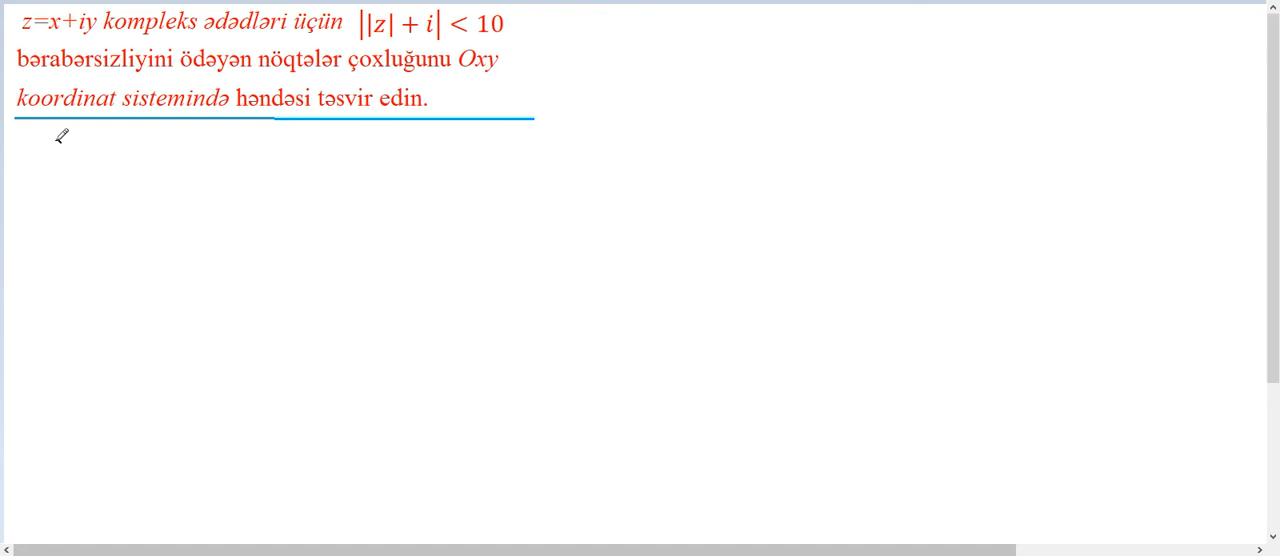 z=x+iy kompleks ədədləri üçün ||z| + i| < 10
bərabərsizliyini ödəyən nöqtələr çoxluğunu Oxy
koordinat sistemində həndəsi təsvir edin.